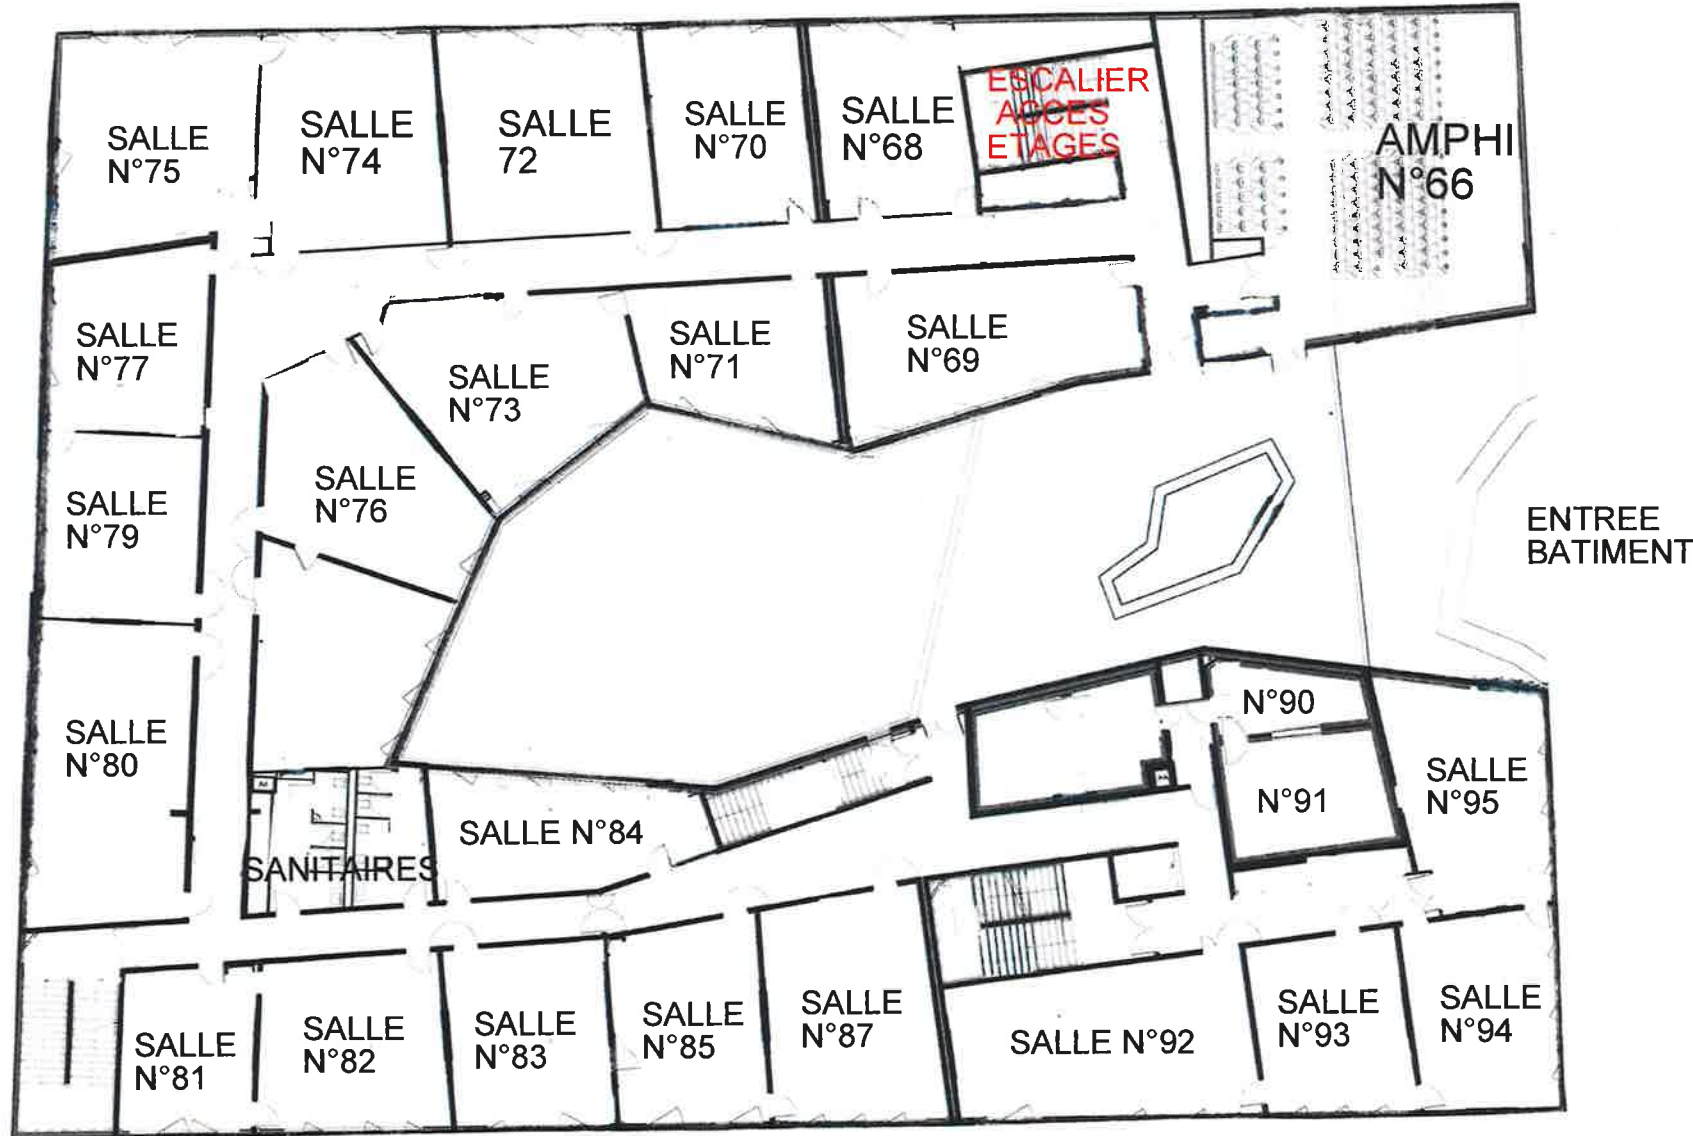 SALLE
N°75
SALLE
N°74
SALLE
72
SALLE
N°70
SALLE
N°68
ESCALIER
ACCES
ETAGES
AMPHI
N°66
SALLE
N°77
SALLE
N°73
SALLE
N°71
SALLE
N°69
SALLE
N°79
SALLE
N°76
ENTREE
BATIMENT
SALLE
N°80
SANITAIRES
SALLE N°84
N°90
N°91
SALLE
N°95
SALLE
N°81
SALLE
N°82
SALLE
N°83
SALLE
N°85
SALLE
N°87
SALLE N°92
SALLE
N°93
SALLE
N°94